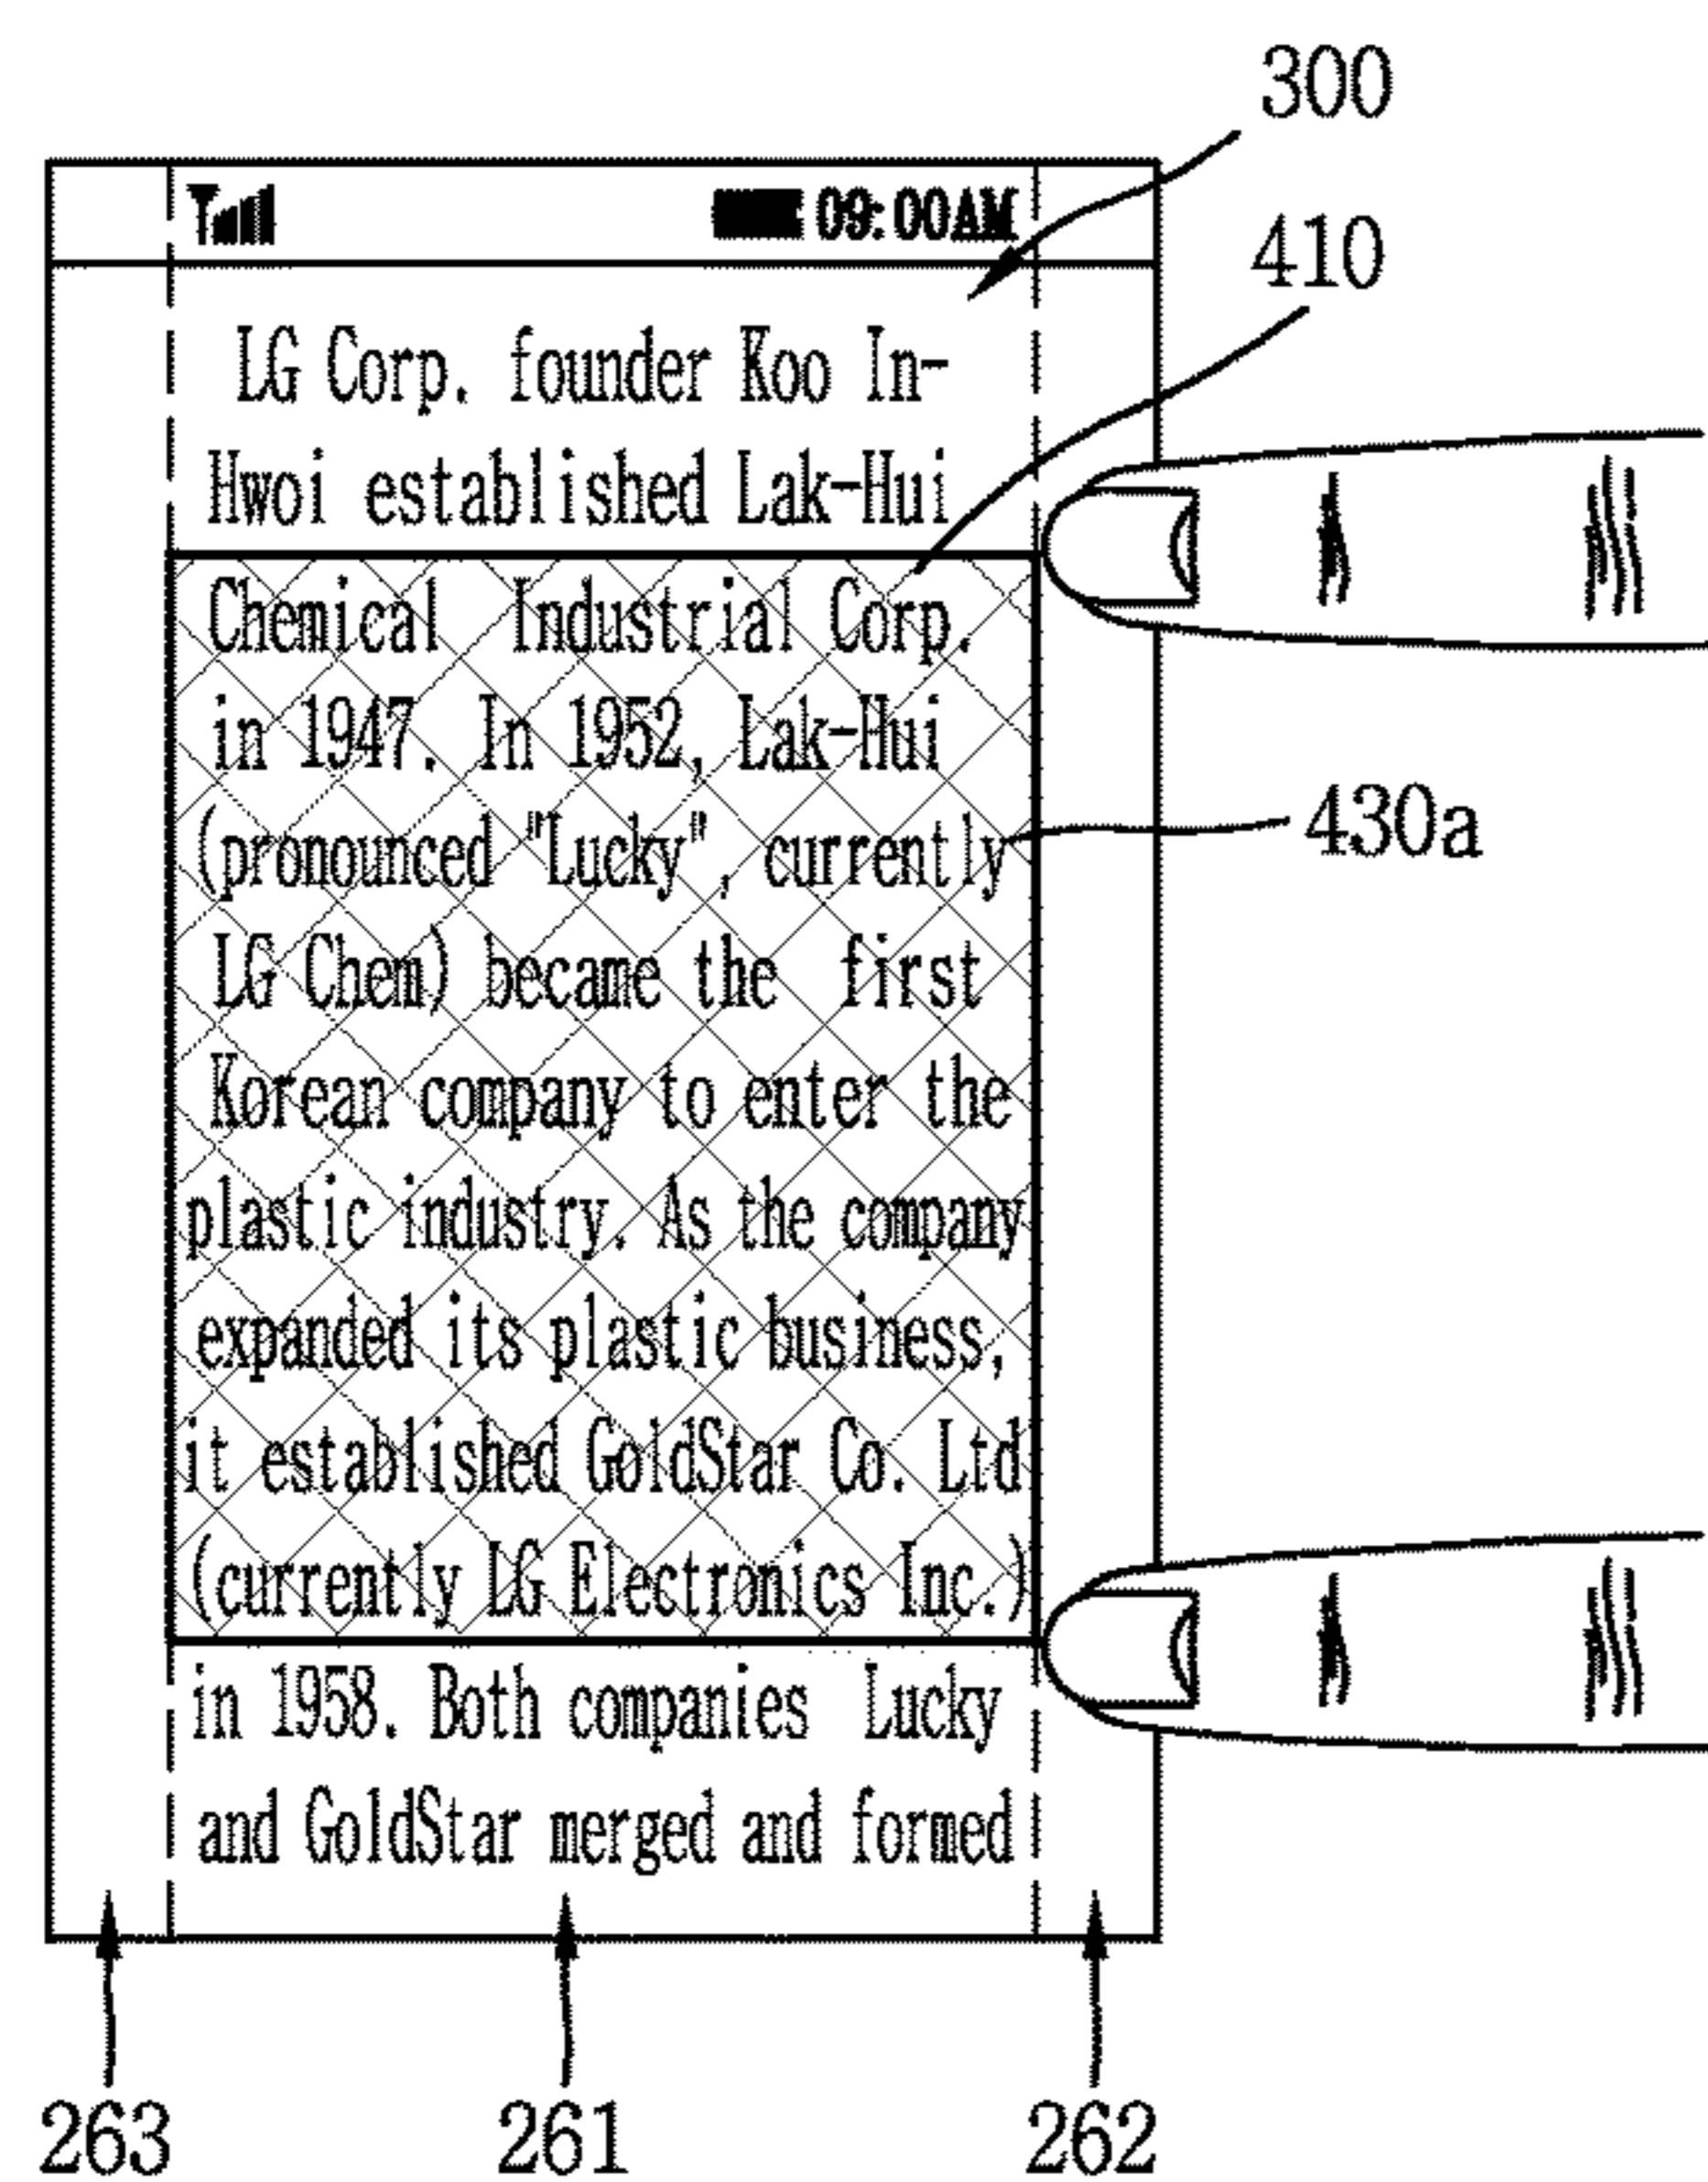 300
09:00AM
410
LG Corp. founder Koo In-
Hwoi established Lak-Hui
Chemical Industrial Corp.
in 1947. In 1952, Lak-Hui
(pronounced "Lucky", currently
430a
LG Chem) became the first
Korean company to enter the
plastic industry. As the company
expanded its plastic business,
it established GoldStar Co. Ltd
(currently LG Electronics Inc.)
in 1958. Both companies Lucky
and GoldStar merged and formed
263 261 262